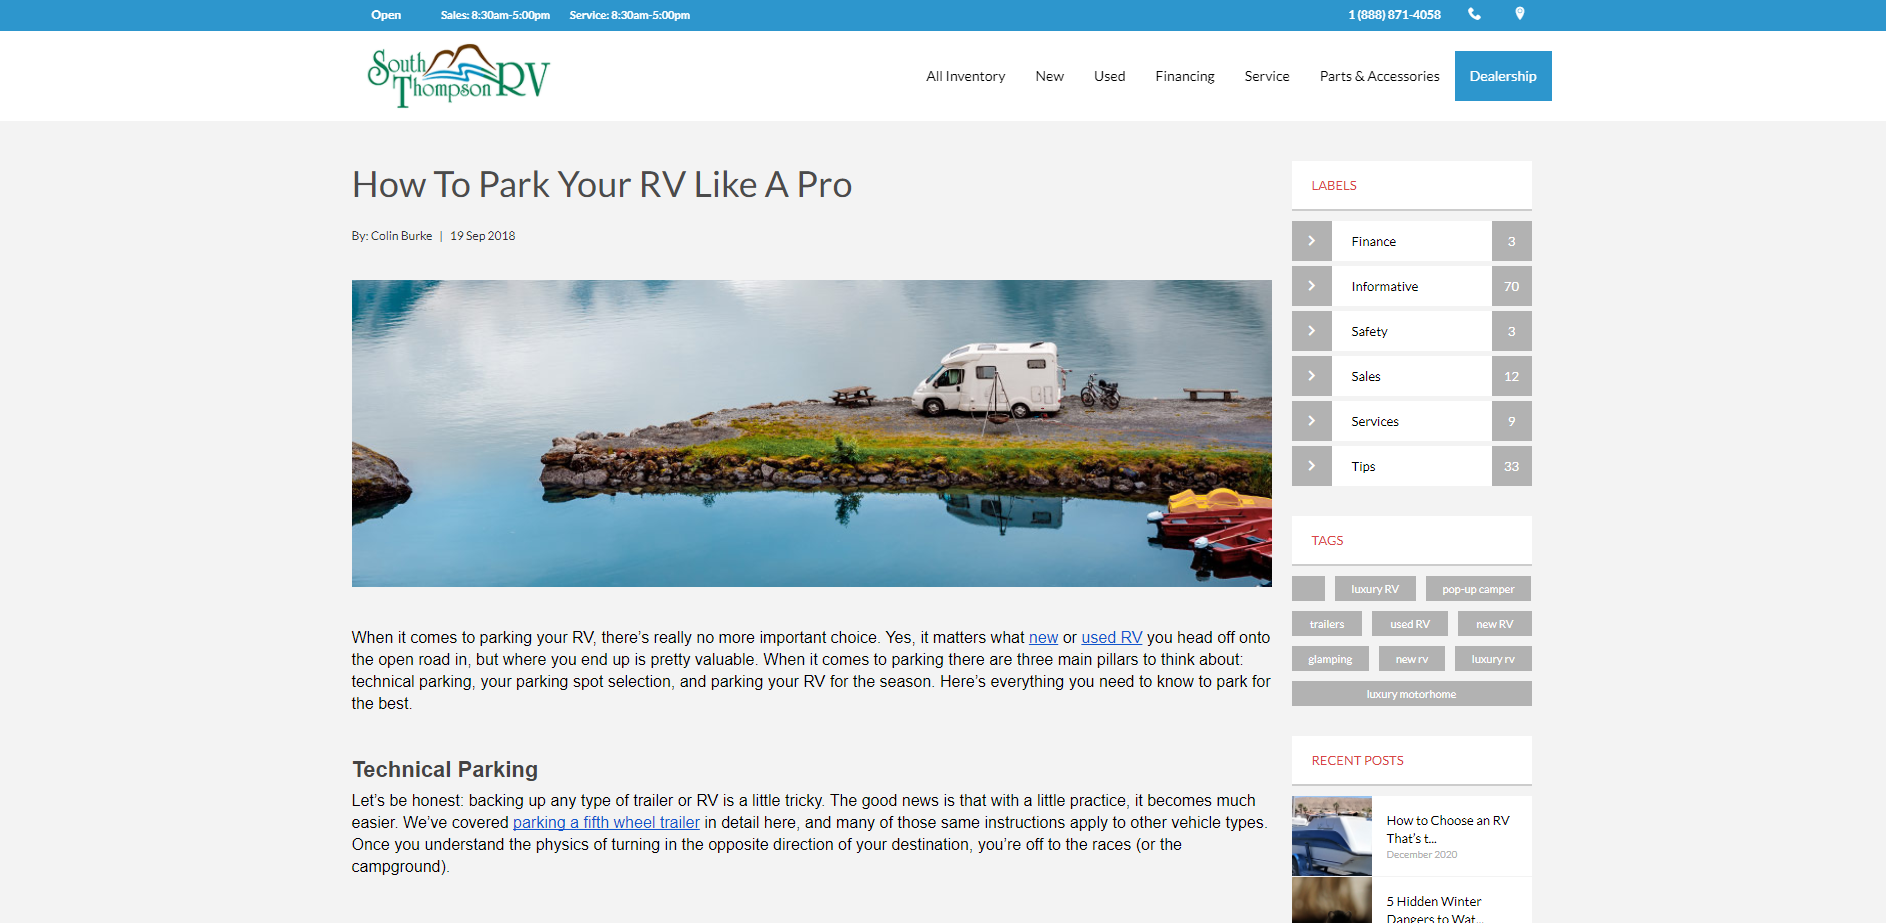 Open Sales: 8:30am-5:00pm Service: 8:30am-5:00pm 1 (888) 871-4058
South Thompson RV
All Inventory New Used Financing Service Parts & Accessories Dealership
How To Park Your RV Like A Pro
By: Colin Burke | 19 Sep 2018
When it comes to parking your RV, there’s really no more important choice. Yes, it matters what new or used RV you head off onto
the open road in, but where you end up is pretty valuable. When it comes to parking there are three main pillars to think about:
technical parking, your parking spot selection, and parking your RV for the season. Here’s everything you need to know to park for
the best.
Technical Parking
Let’s be honest: backing up any type of trailer or RV is a little tricky. The good news is that with a little practice, it becomes much
easier. We’ve covered parking a fifth wheel trailer in detail here, and many of those same instructions apply to other vehicle types.
Once you understand the physics of turning in the opposite direction of your destination, you’re off to the races (or the
campground).
LABELS
Finance 3
Informative 70
Safety 3
Sales 12
Services 9
Tips 33
TAGS
luxury RV pop-up camper
trailers used RV new RV
glamping new rv luxury rv
luxury motorhome
RECENT POSTS
How to Choose an RV
That’s t...
December 2020
5 Hidden Winter
Dangers to Wat...